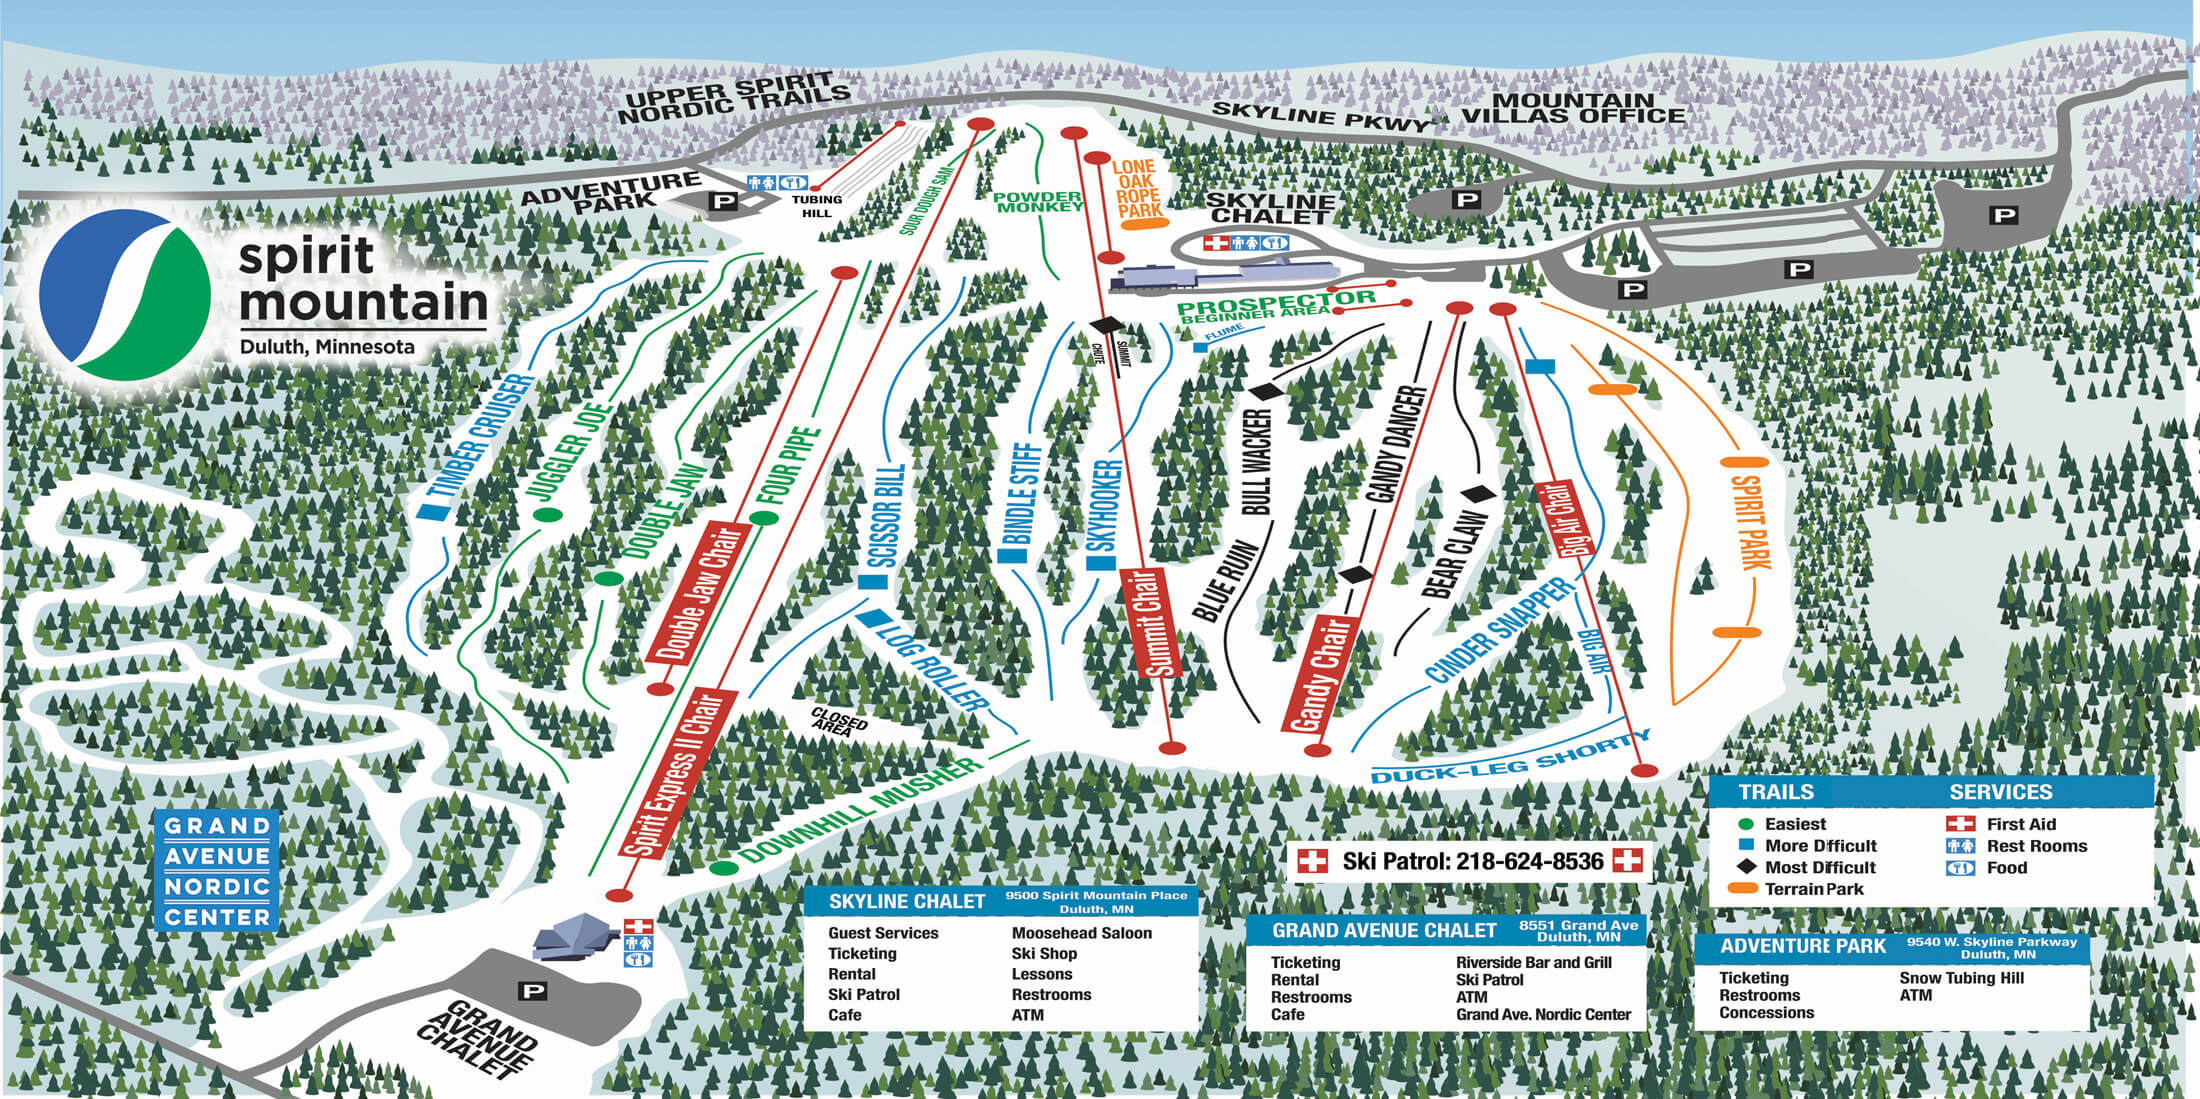 UPPER SPIRIT
NORDIC TRAILS
SKYLINE PKWY
MOUNTAIN
VILLAS OFFICE
ADVENTURE
PARK
P
TUBING
HILL
SOUR DOUGH SAM
POWDER
MONKEY
LONE
OAK
ROPE
PARK
SKYLINE
CHALET
P
P
P
P
spirit
mountain
Duluth, Minnesota
PROSPECTOR
BEGINNER AREA
FLUME
SUMMIT
CHUTE
TIMBER CRUISER
JUGGLER JOE
DOUBLE JAW
FOUR PIPE
SCISSOR BILL
BINDLE STIFF
SKYHOOKER
BULL WACKER
BLUE RUIN
GANDY DANCER
BEAR CLAW
Big Air Chair
SPIRIT PARK
Double Jaw Chair
Summit Chair
Gandy Chair
CINDER SNAPPER
BIG AIR
LOG ROLLER
CLOSED
AREA
Spirit Express II Chair
DOWNHILL MUSHER
DUCK-LEG SHORTY
GRAND
AVENUE
NORDIC
CENTER
P
GRAND
AVENUE
CHALET
Ski Patrol: 218-624-8536
TRAILS SERVICES
Easiest First Aid
More Difficult Rest Rooms
Most Difficult Food
Terrain Park
SKYLINE CHALET 9500 Spirit Mountain Place
Duluth, MN
Guest Services Moosehead Saloon
Ticketing Ski Shop
Rental Lessons
Ski Patrol Restrooms
Cafe ATM
GRAND AVENUE CHALET 8551 Grand Ave
Duluth, MN
Ticketing Riverside Bar and Grill
Rental Ski Patrol
Restrooms ATM
Cafe Grand Ave. Nordic Center
ADVENTURE PARK 9540 W. Skyline Parkway
Duluth, MN
Ticketing Snow Tubing Hill
Restrooms ATM
Concessions